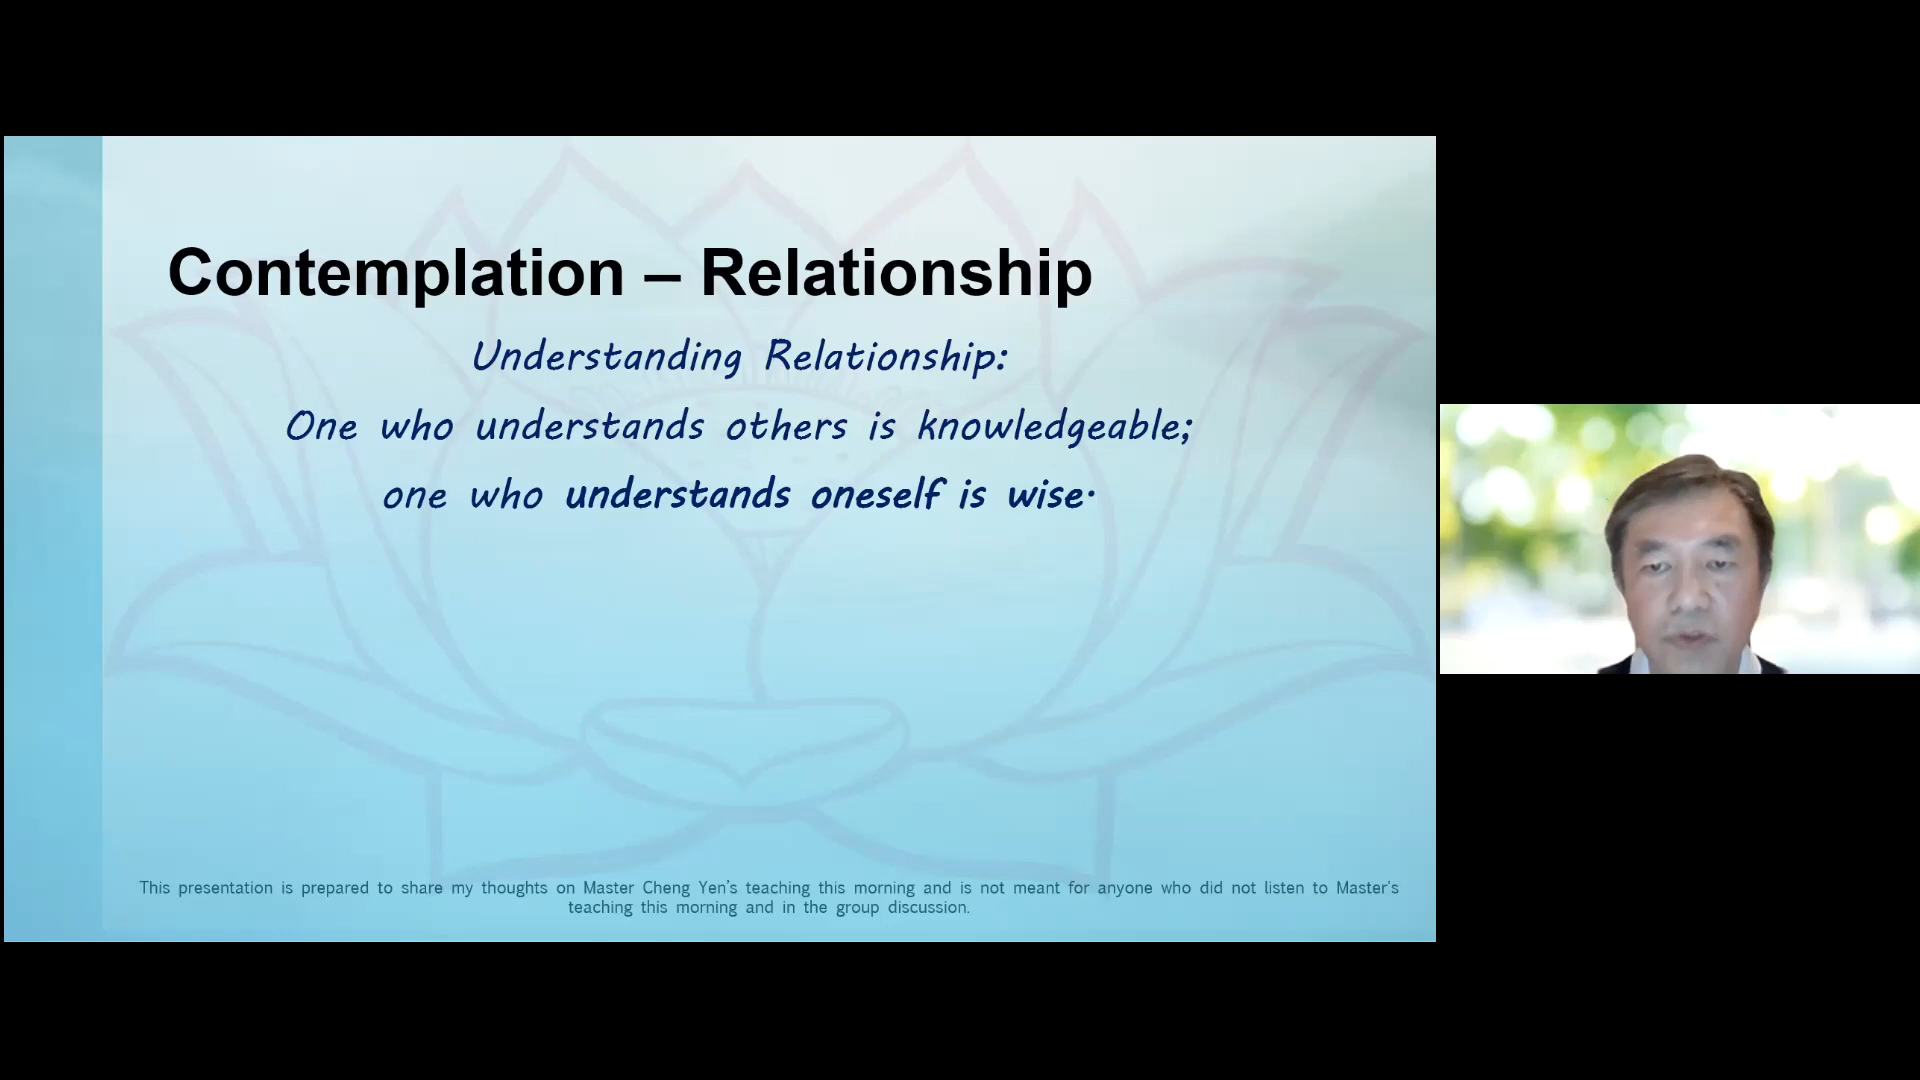 Contemplation – Relationship
Understanding Relationship:
One who understands others is knowledgeable;
one who understands oneself is wise.
This presentation is prepared to share my thoughts on Master Cheng Yen's teaching this morning and is not meant for anyone who did not listen to Master's
teaching this morning and in the group discussion.